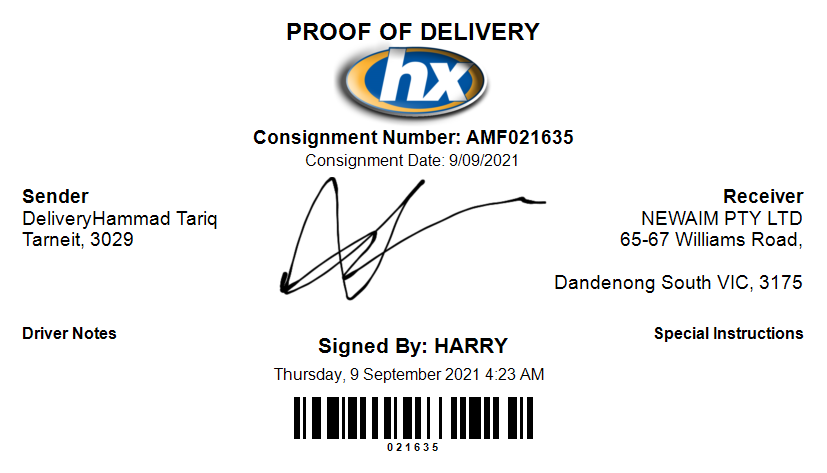 PROOF OF DELIVERY
hx
Consignment Number: AMF021635
Consignment Date: 9/09/2021
Sender
DeliveryHammad Tariq
Tarneit, 3029
Receiver
NEWAIM PTY LTD
65-67 Williams Road,
Dandenong South VIC, 3175
Driver Notes
Special Instructions
Signed By: HARRY
Thursday, 9 September 2021 4:23 AM
021635